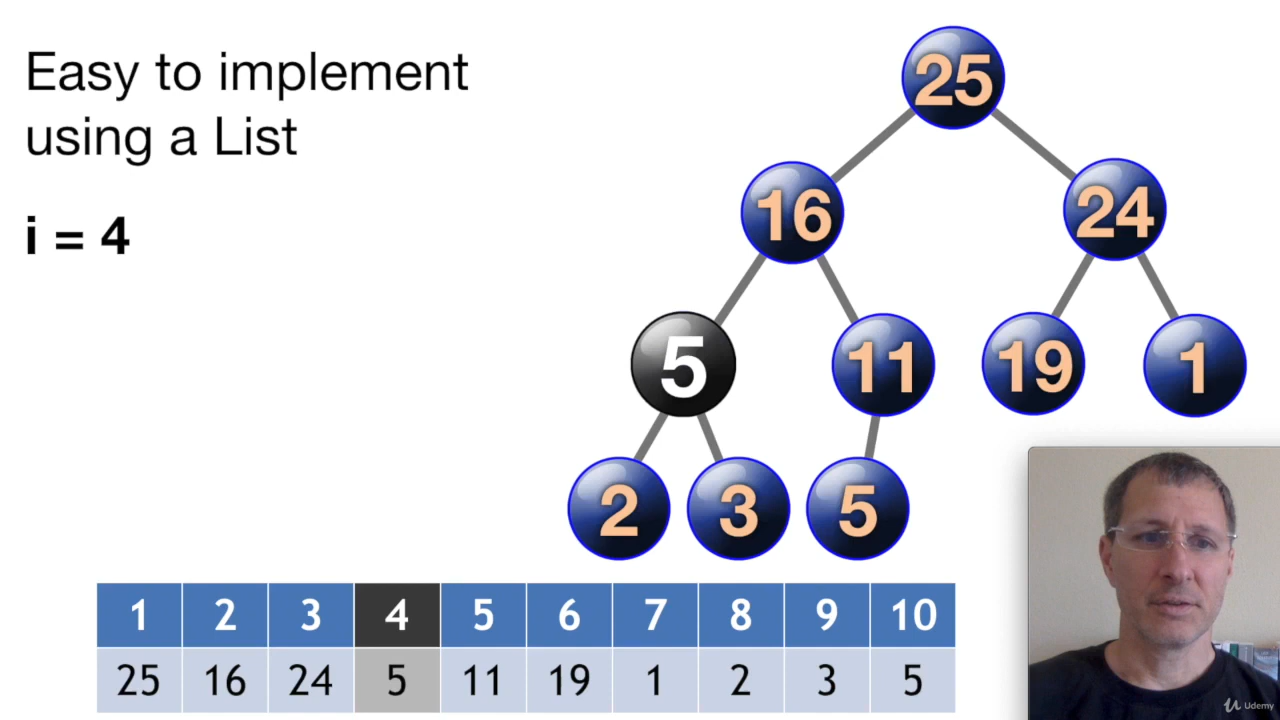 Easy to implement
using a List
i = 4
25
16 24
5 11 19 1
2 3 5
1 2 3 4 5 6 7 8 9 10
25 16 24 5 11 19 1 2 3 5
Udemy